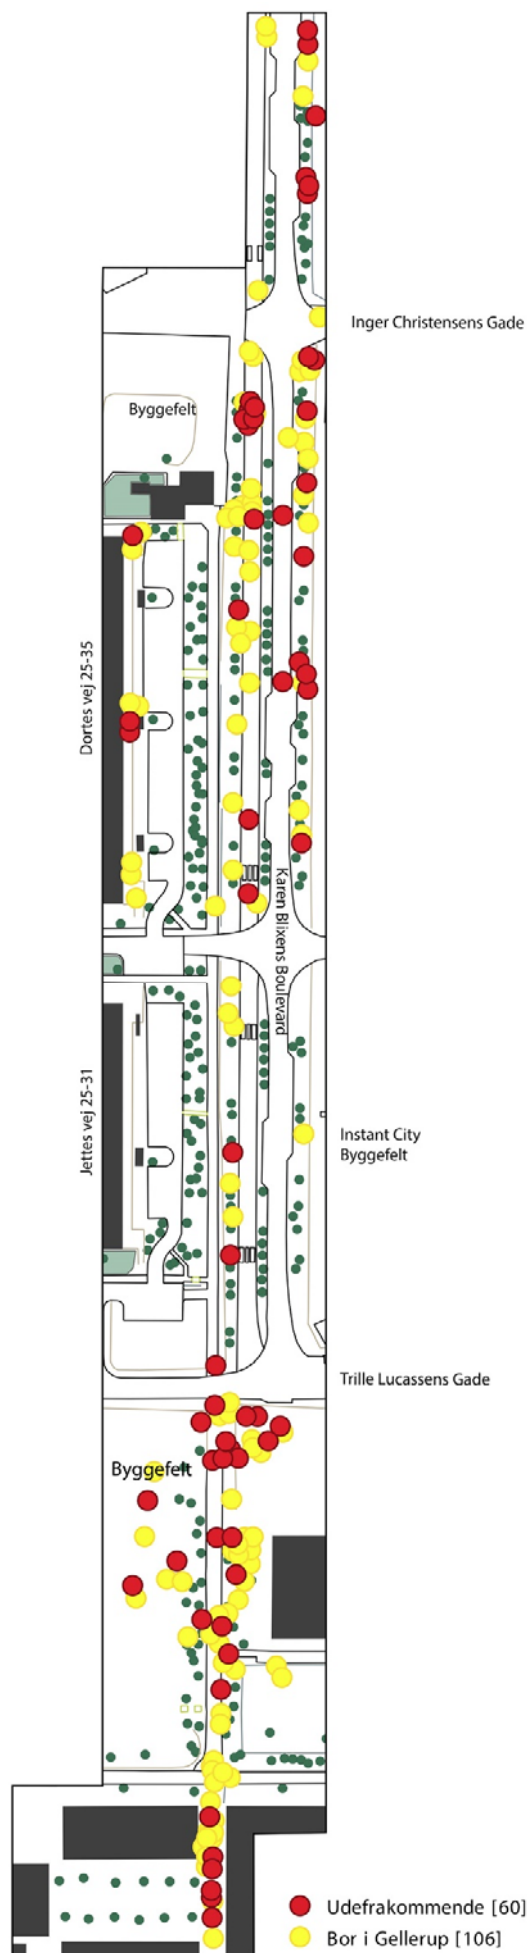 Inger Christensens Gade
Byggefelt
Dortes vej 25-35
Karen Blixens Boulevard
Jettes vej 25-31
Instant City
Byggefelt
Trille Lucassens Gade
Byggefelt
Udefrakommende [60]
Bor i Gellerup [106]